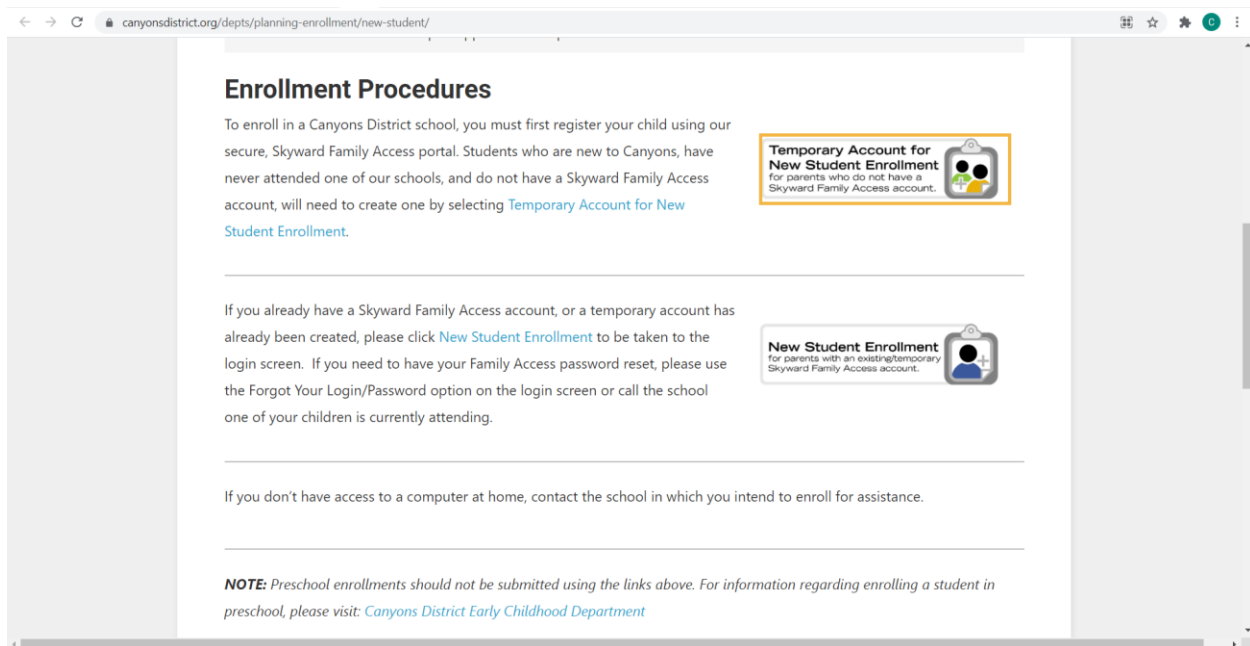 canyonsdistrict.org/depts/planning-enrollment/new-student/
C
Enrollment Procedures
To enroll in a Canyons District school, you must first register your child using our
secure, Skyward Family Access portal. Students who are new to Canyons, have
never attended one of our schools, and do not have a Skyward Family Access
account, will need to create one by selecting Temporary Account for New
Student Enrollment.
Temporary Account for
New Student Enrollment
for parents who do not have a
Skyward Family Access account.
If you already have a Skyward Family Access account, or a temporary account has
already been created, please click New Student Enrollment to be taken to the
login screen. If you need to have your Family Access password reset, please use
the Forgot Your Login/Password option on the login screen or call the school
one of your children is currently attending.
New Student Enrollment
for parents with an existing/temporary
Skyward Family Access account.
If you don't have access to a computer at home, contact the school in which you intend to enroll for assistance.
NOTE: Preschool enrollments should not be submitted using the links above. For information regarding enrolling a student in
preschool, please visit: Canyons District Early Childhood Department